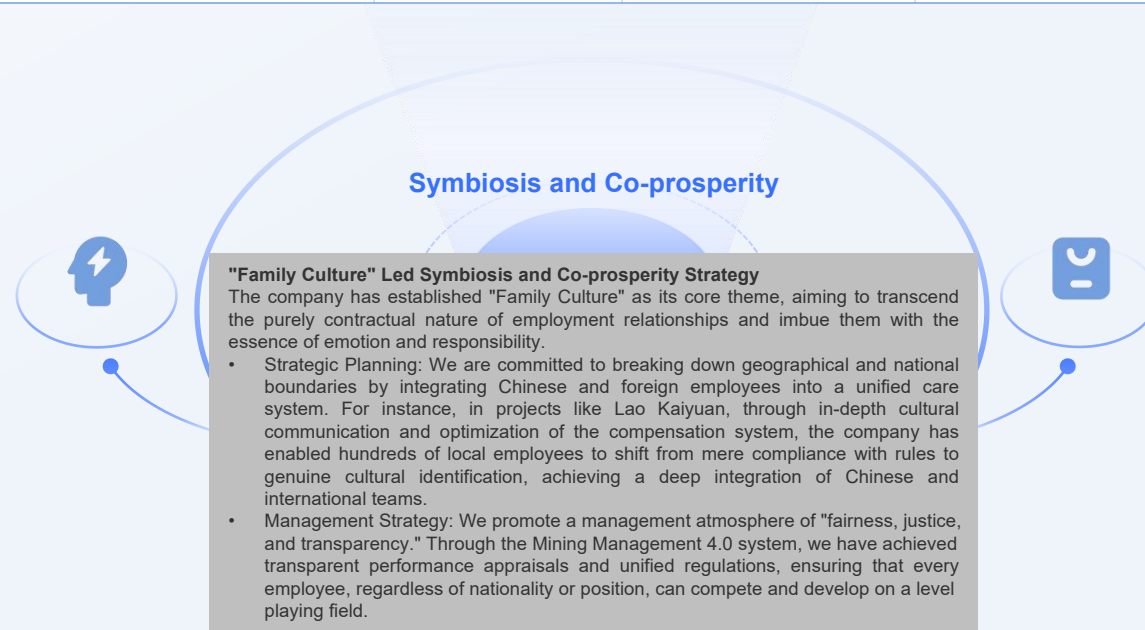 Symbiosis and Co-prosperity
"Family Culture" Led Symbiosis and Co-prosperity Strategy
The company has established "Family Culture" as its core theme, aiming to transcend
the purely contractual nature of employment relationships and imbue them with the
essence of emotion and responsibility.
• Strategic Planning: We are committed to breaking down geographical and national
boundaries by integrating Chinese and foreign employees into a unified care
system. For instance, in projects like Lao Kaiyuan, through in-depth cultural
communication and optimization of the compensation system, the company has
enabled hundreds of local employees to shift from mere compliance with rules to
genuine cultural identification, achieving a deep integration of Chinese and
international teams.
• Management Strategy: We promote a management atmosphere of "fairness, justice,
and transparency." Through the Mining Management 4.0 system, we have achieved
transparent performance appraisals and unified regulations, ensuring that every
employee, regardless of nationality or position, can compete and develop on a level
playing field.